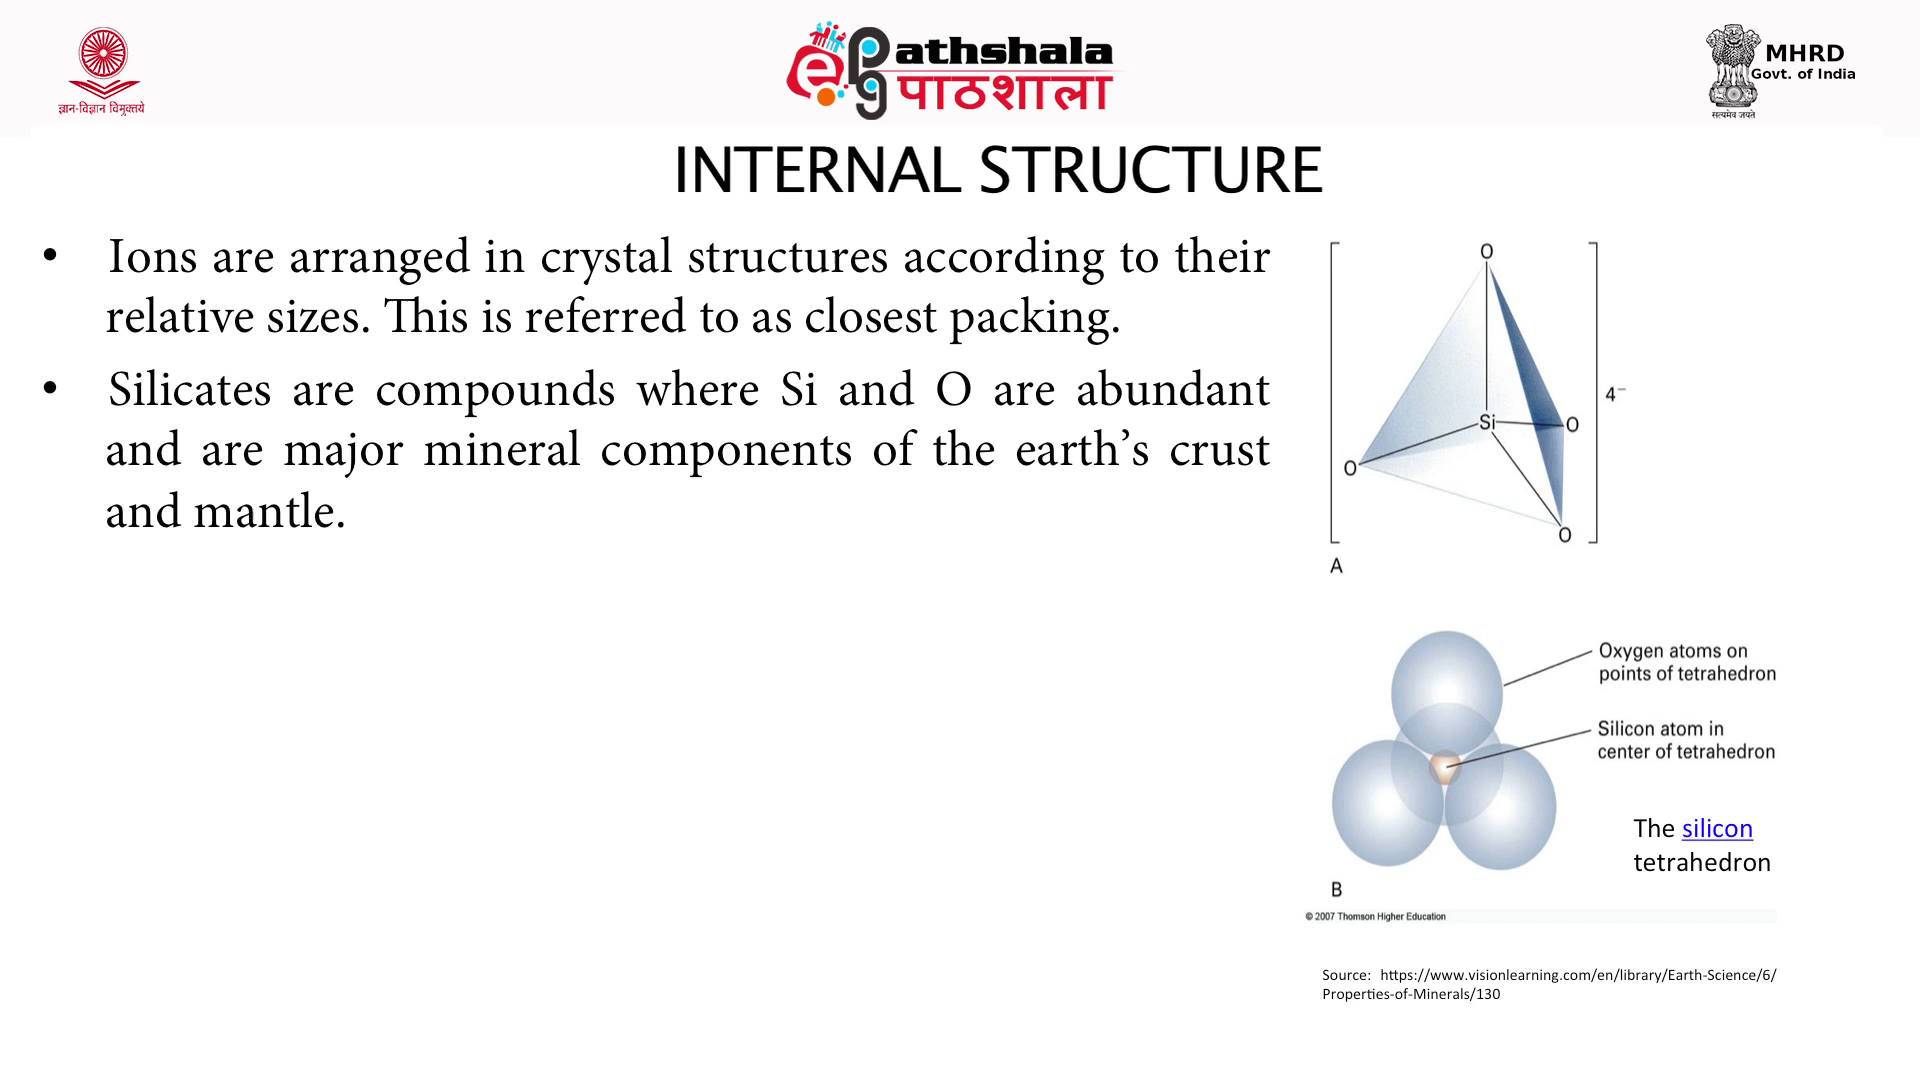 ज्ञान-विज्ञान विमुक्तये
ePg athshala
पाठशाला
MHRD
Govt. of India
सत्यमेव जयते
INTERNAL STRUCTURE
• Ions are arranged in crystal structures according to their
relative sizes. This is referred to as closest packing.
• Silicates are compounds where Si and O are abundant
and are major mineral components of the earth’s crust
and mantle.
O
4⁻
Si
O
O
O
A
Oxygen atoms on
points of tetrahedron
Silicon atom in
center of tetrahedron
The silicon
tetrahedron
B
© 2007 Thomson Higher Education
Source: https://www.visionlearning.com/en/library/Earth-Science/6/
Properties-of-Minerals/130